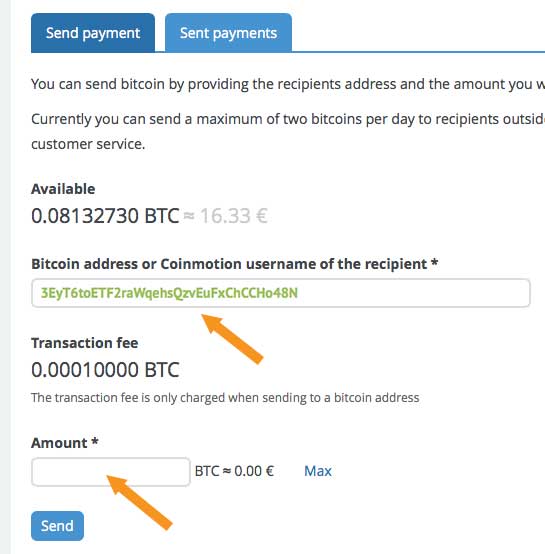 Send payment
Sent payments
You can send bitcoin by providing the recipients address and the amount you w
Currently you can send a maximum of two bitcoins per day to recipients outsid
customer service.
Available
0.08132730 BTC ≈ 16.33 €
Bitcoin address or Coinmotion username of the recipient *
3EyT6toETF2raWqehsQzvEuFxChCCHo48N
Transaction fee
0.00010000 BTC
The transaction fee is only charged when sending to a bitcoin address
Amount *
BTC ≈ 0.00 € Max
Send